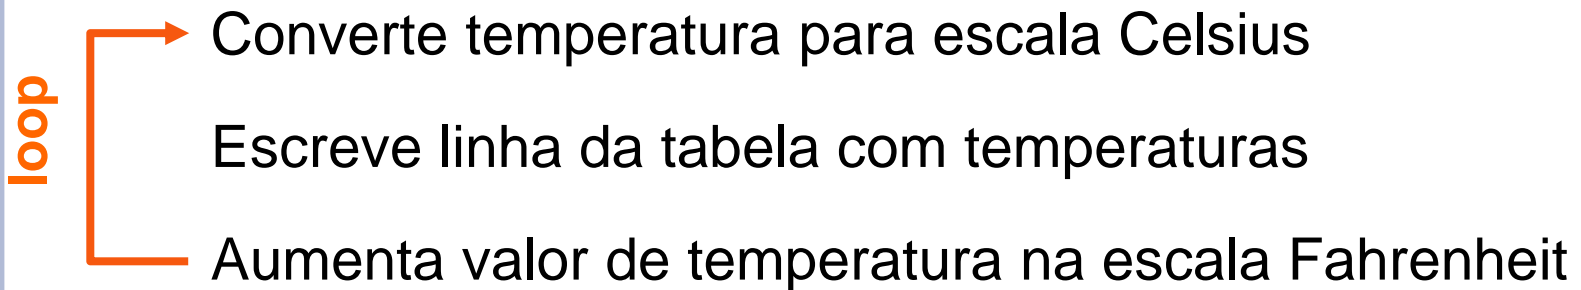 Converte temperatura para escala Celsius
loop
Escreve linha da tabela com temperaturas
Aumenta valor de temperatura na escala Fahrenheit